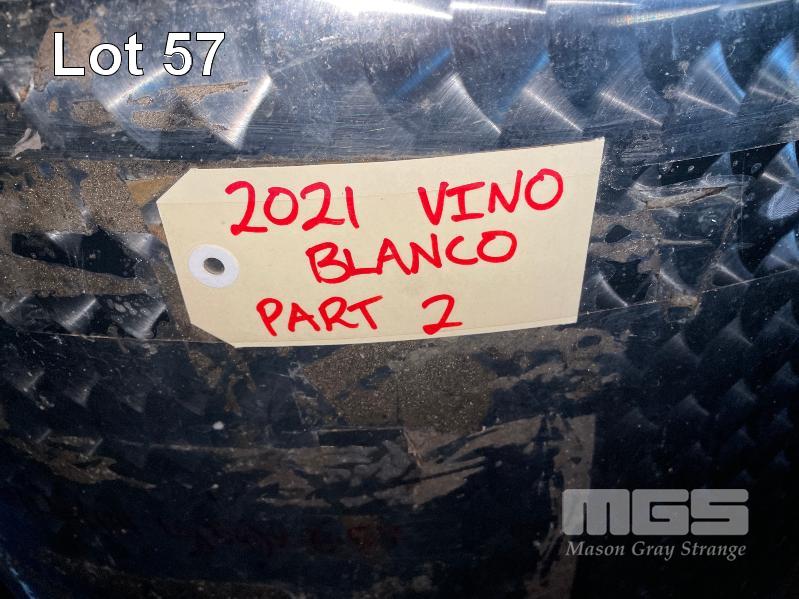 Lot 57
2021 VINO
BLANCO
PART 2
MGS
Mason Gray Strange